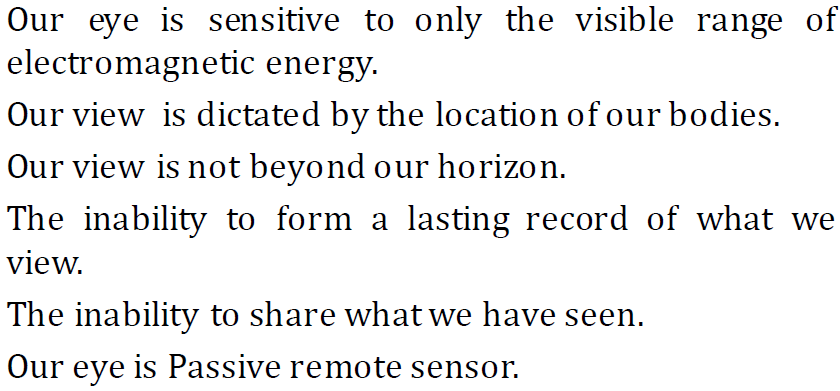 Our eye is sensitive to only the visible range of
electromagnetic energy.
Our view is dictated by the location of our bodies.
Our view is not beyond our horizon.
The inability to form a lasting record of what we
view.
The inability to share what we have seen.
Our eye is Passive remote sensor.